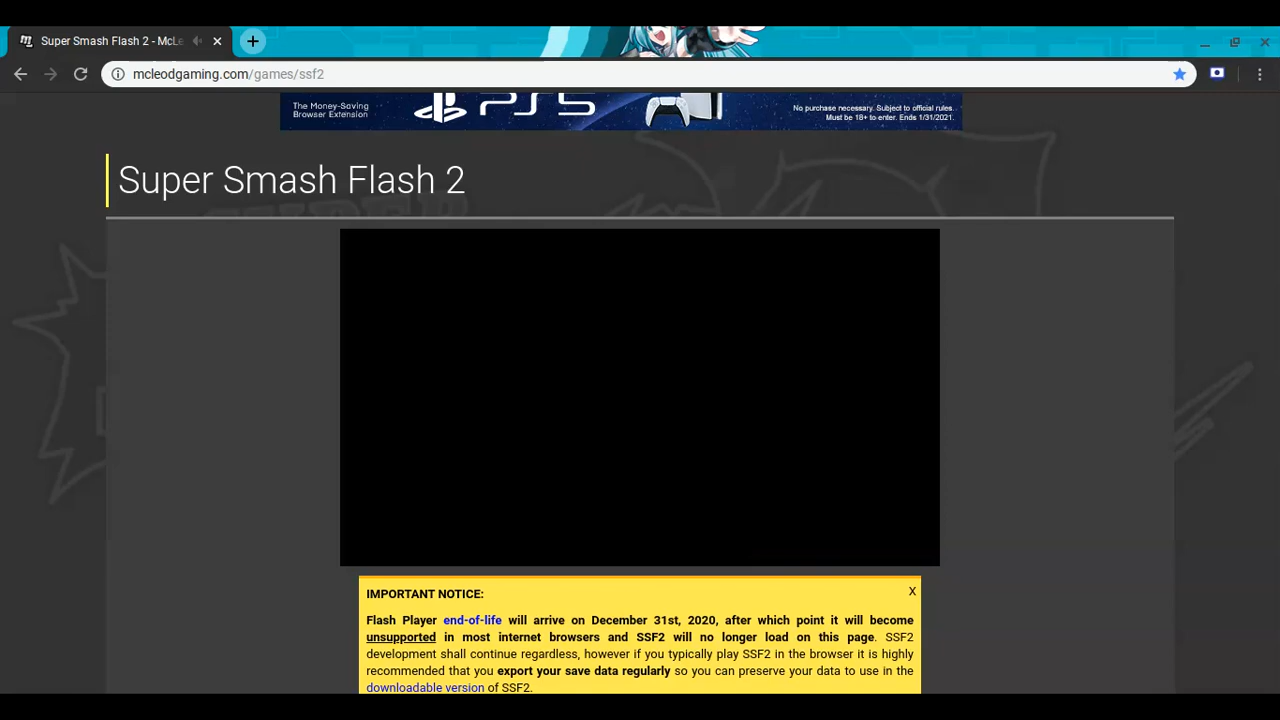 Super Smash Flash 2 - McLe
mcleodgaming.com/games/ssf2
The Money-Saving
Browser Extension
PS5
No purchase necessary. Subject to official rules.
Must be 18+ to enter. Ends 1/31/2021.
Super Smash Flash 2
IMPORTANT NOTICE:
X
Flash Player end-of-life will arrive on December 31st, 2020, after which point it will become
unsupported in most internet browsers and SSF2 will no longer load on this page. SSF2
development shall continue regardless, however if you typically play SSF2 in the browser it is highly
recommended that you export your save data regularly so you can preserve your data to use in the
downloadable version of SSF2.